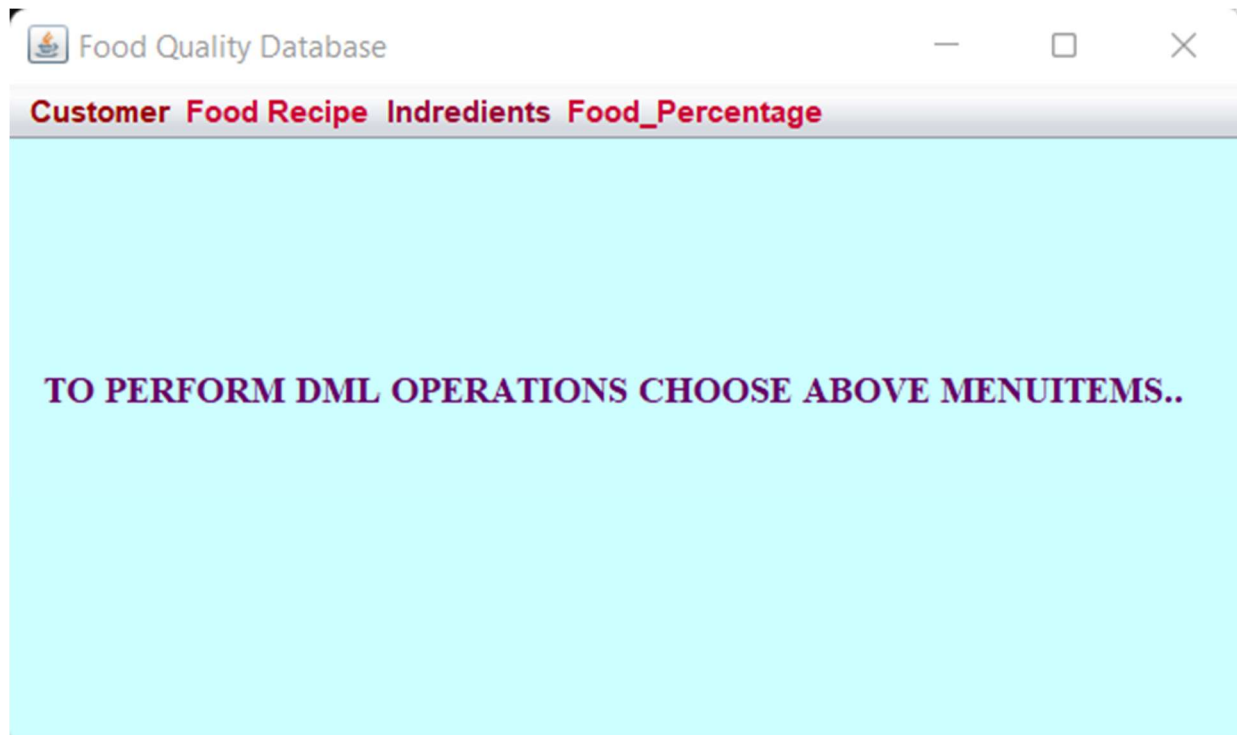 Food Quality Database
Customer Food Recipe Indredients Food_Percentage
TO PERFORM DML OPERATIONS CHOOSE ABOVE MENUITEMS..